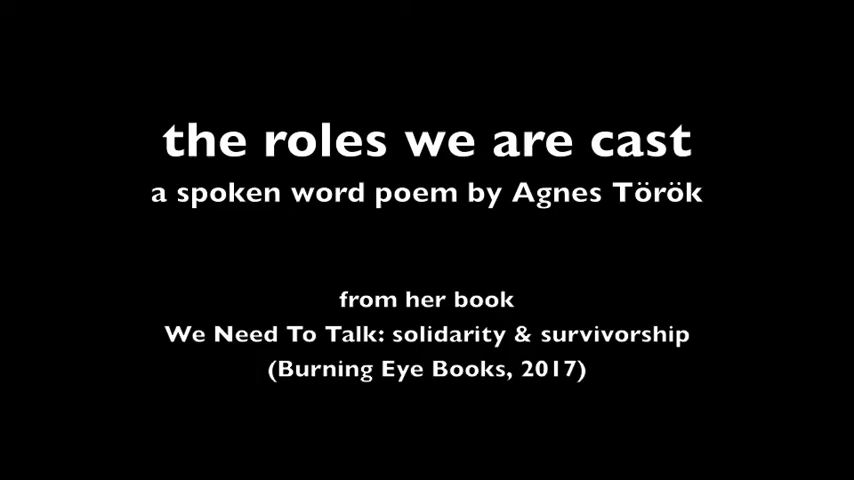 the roles we are cast
a spoken word poem by Agnes Török
from her book
We Need To Talk: solidarity & survivorship
(Burning Eye Books, 2017)